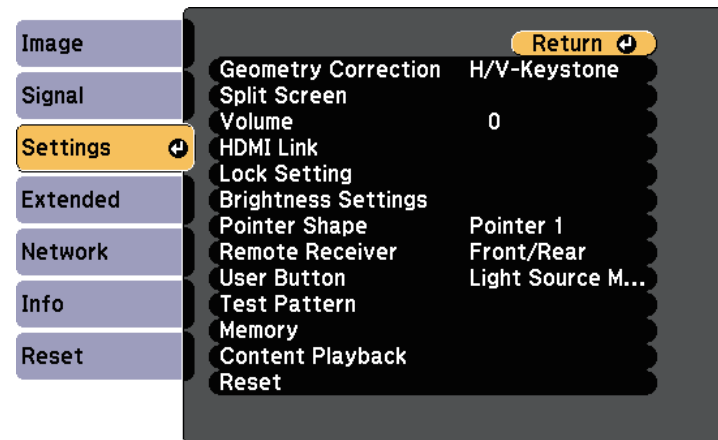 Image
Signal
Settings
Extended
Network
Info
Reset
Return
Geometry Correction H/V-Keystone
Split Screen
Volume 0
HDMI Link
Lock Setting
Brightness Settings
Pointer Shape Pointer 1
Remote Receiver Front/Rear
User Button Light Source M...
Test Pattern
Memory
Content Playback
Reset